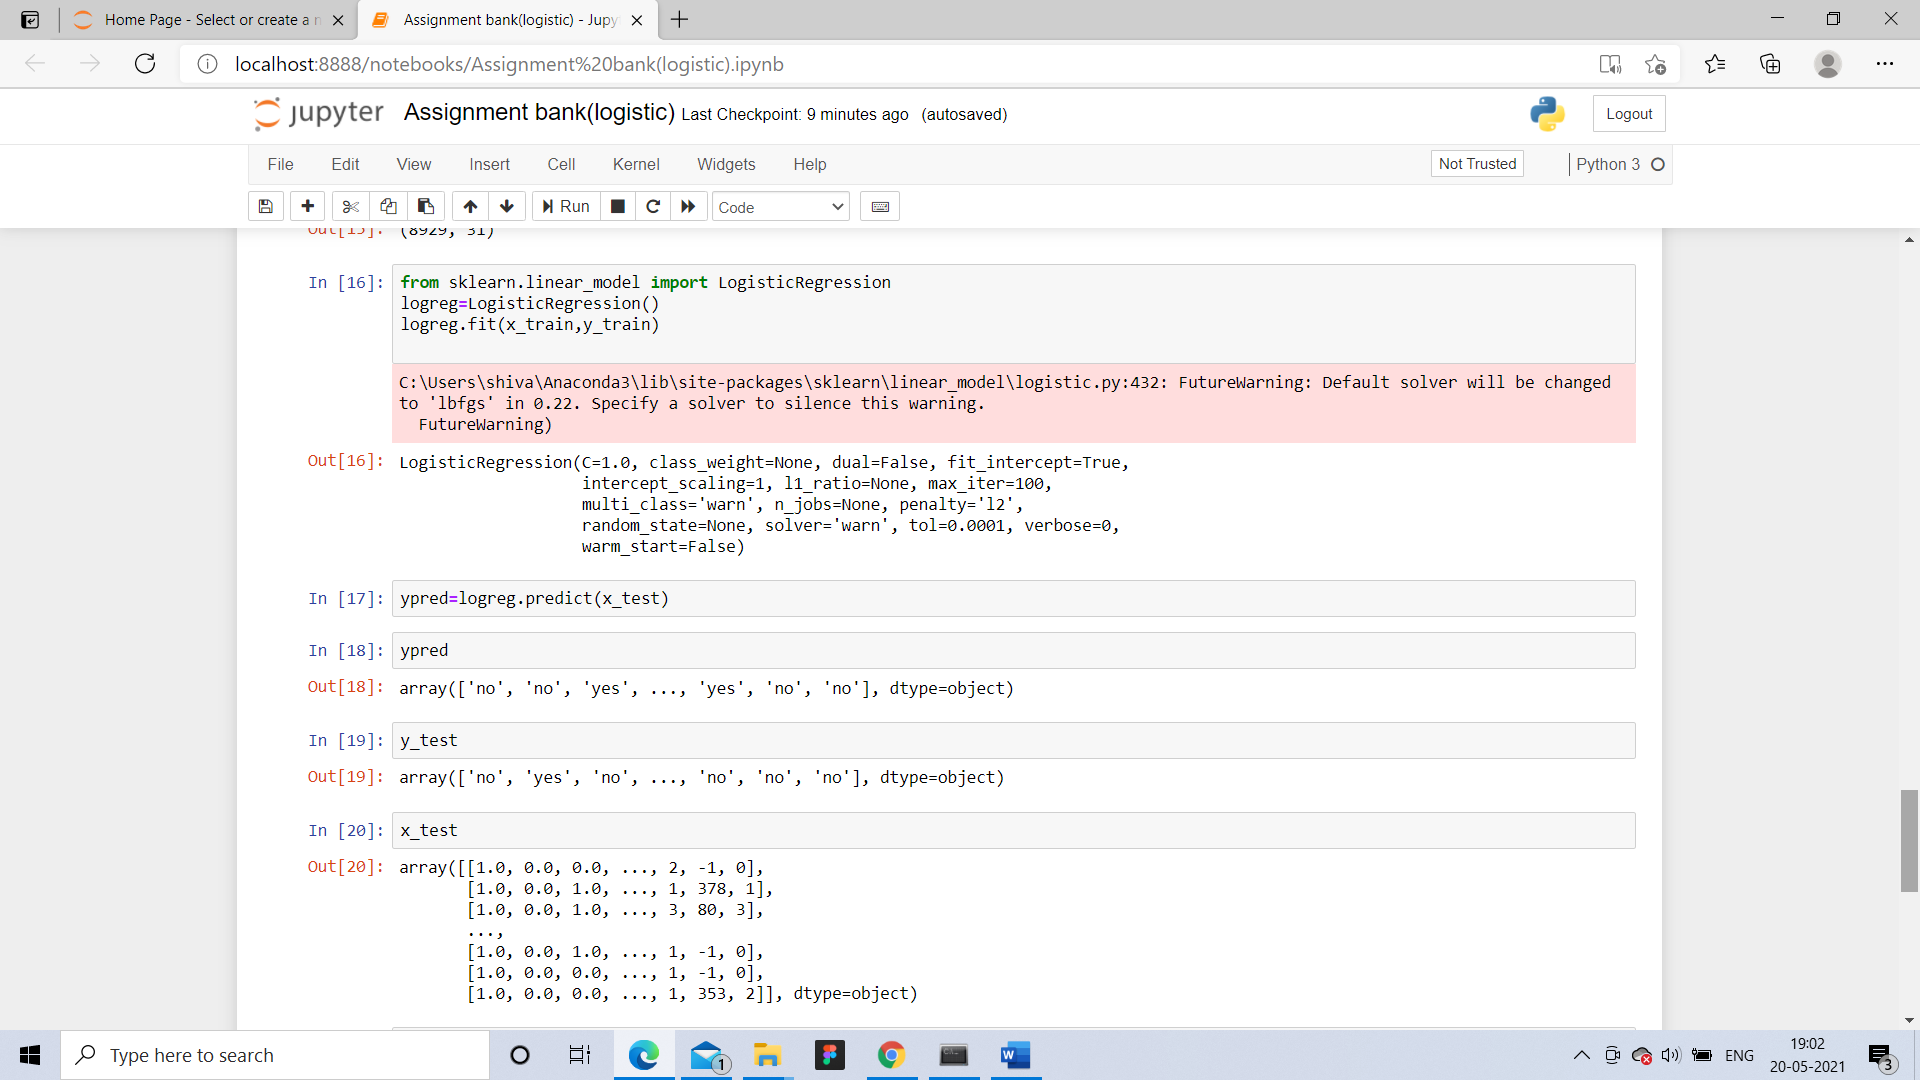 Home Page - Select or create a n
Assignment bank(logistic) - Jupy
localhost:8888/notebooks/Assignment%20bank(logistic).ipynb
jupyter Assignment bank(logistic) Last Checkpoint: 9 minutes ago (autosaved)
Logout
File Edit View Insert Cell Kernel Widgets Help
Not Trusted
Python 3
Run
Code
Out[15]: (8929, 31)
In [16]: from sklearn.linear_model import LogisticRegression
logreg=LogisticRegression()
logreg.fit(x_train,y_train)
C:\Users\shiva\Anaconda3\lib\site-packages\sklearn\linear_model\logistic.py:432: FutureWarning: Default solver will be changed
to 'lbfgs' in 0.22. Specify a solver to silence this warning.
FutureWarning)
Out[16]: LogisticRegression(C=1.0, class_weight=None, dual=False, fit_intercept=True,
intercept_scaling=1, l1_ratio=None, max_iter=100,
multi_class='warn', n_jobs=None, penalty='l2',
random_state=None, solver='warn', tol=0.0001, verbose=0,
warm_start=False)
In [17]: ypred=logreg.predict(x_test)
In [18]: ypred
Out[18]: array(['no', 'no', 'yes', ..., 'yes', 'no', 'no'], dtype=object)
In [19]: y_test
Out[19]: array(['no', 'yes', 'no', ..., 'no', 'no', 'no'], dtype=object)
In [20]: x_test
Out[20]: array([[1.0, 0.0, 0.0, ..., 2, -1, 0],
[1.0, 0.0, 1.0, ..., 1, 378, 1],
[1.0, 0.0, 1.0, ..., 3, 80, 3],
...,
[1.0, 0.0, 1.0, ..., 1, -1, 0],
[1.0, 0.0, 0.0, ..., 1, -1, 0],
[1.0, 0.0, 0.0, ..., 1, 353, 2]], dtype=object)
Type here to search
1
ENG
19:02
20-05-2021
3